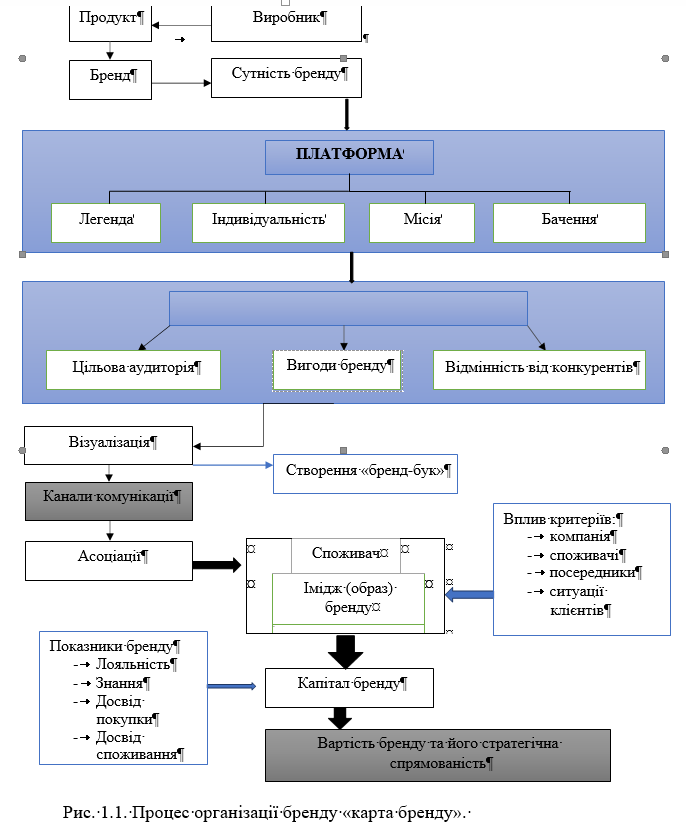 Продукт
Виробник
Бренд
Сутність бренду
ПЛАТФОРМА
Легенда
Індивідуальність
Місія
Бачення
Цільова аудиторія
Вигоди бренду
Відмінність від конкурентів
Візуалізація
Створення «бренд-бук»
Канали комунікації
Асоціації
Споживач
Імідж (образ)
бренду
Вплив критеріїв:
компанія
споживачі
посередники
ситуації
клієнтів
Показники бренду
Лояльність
Знання
Досвід
покупки
Досвід
споживання
Капітал бренду
Вартість бренду та його стратегічна
спрямованість
Рис. 1.1. Процес організації бренду «карта бренду».